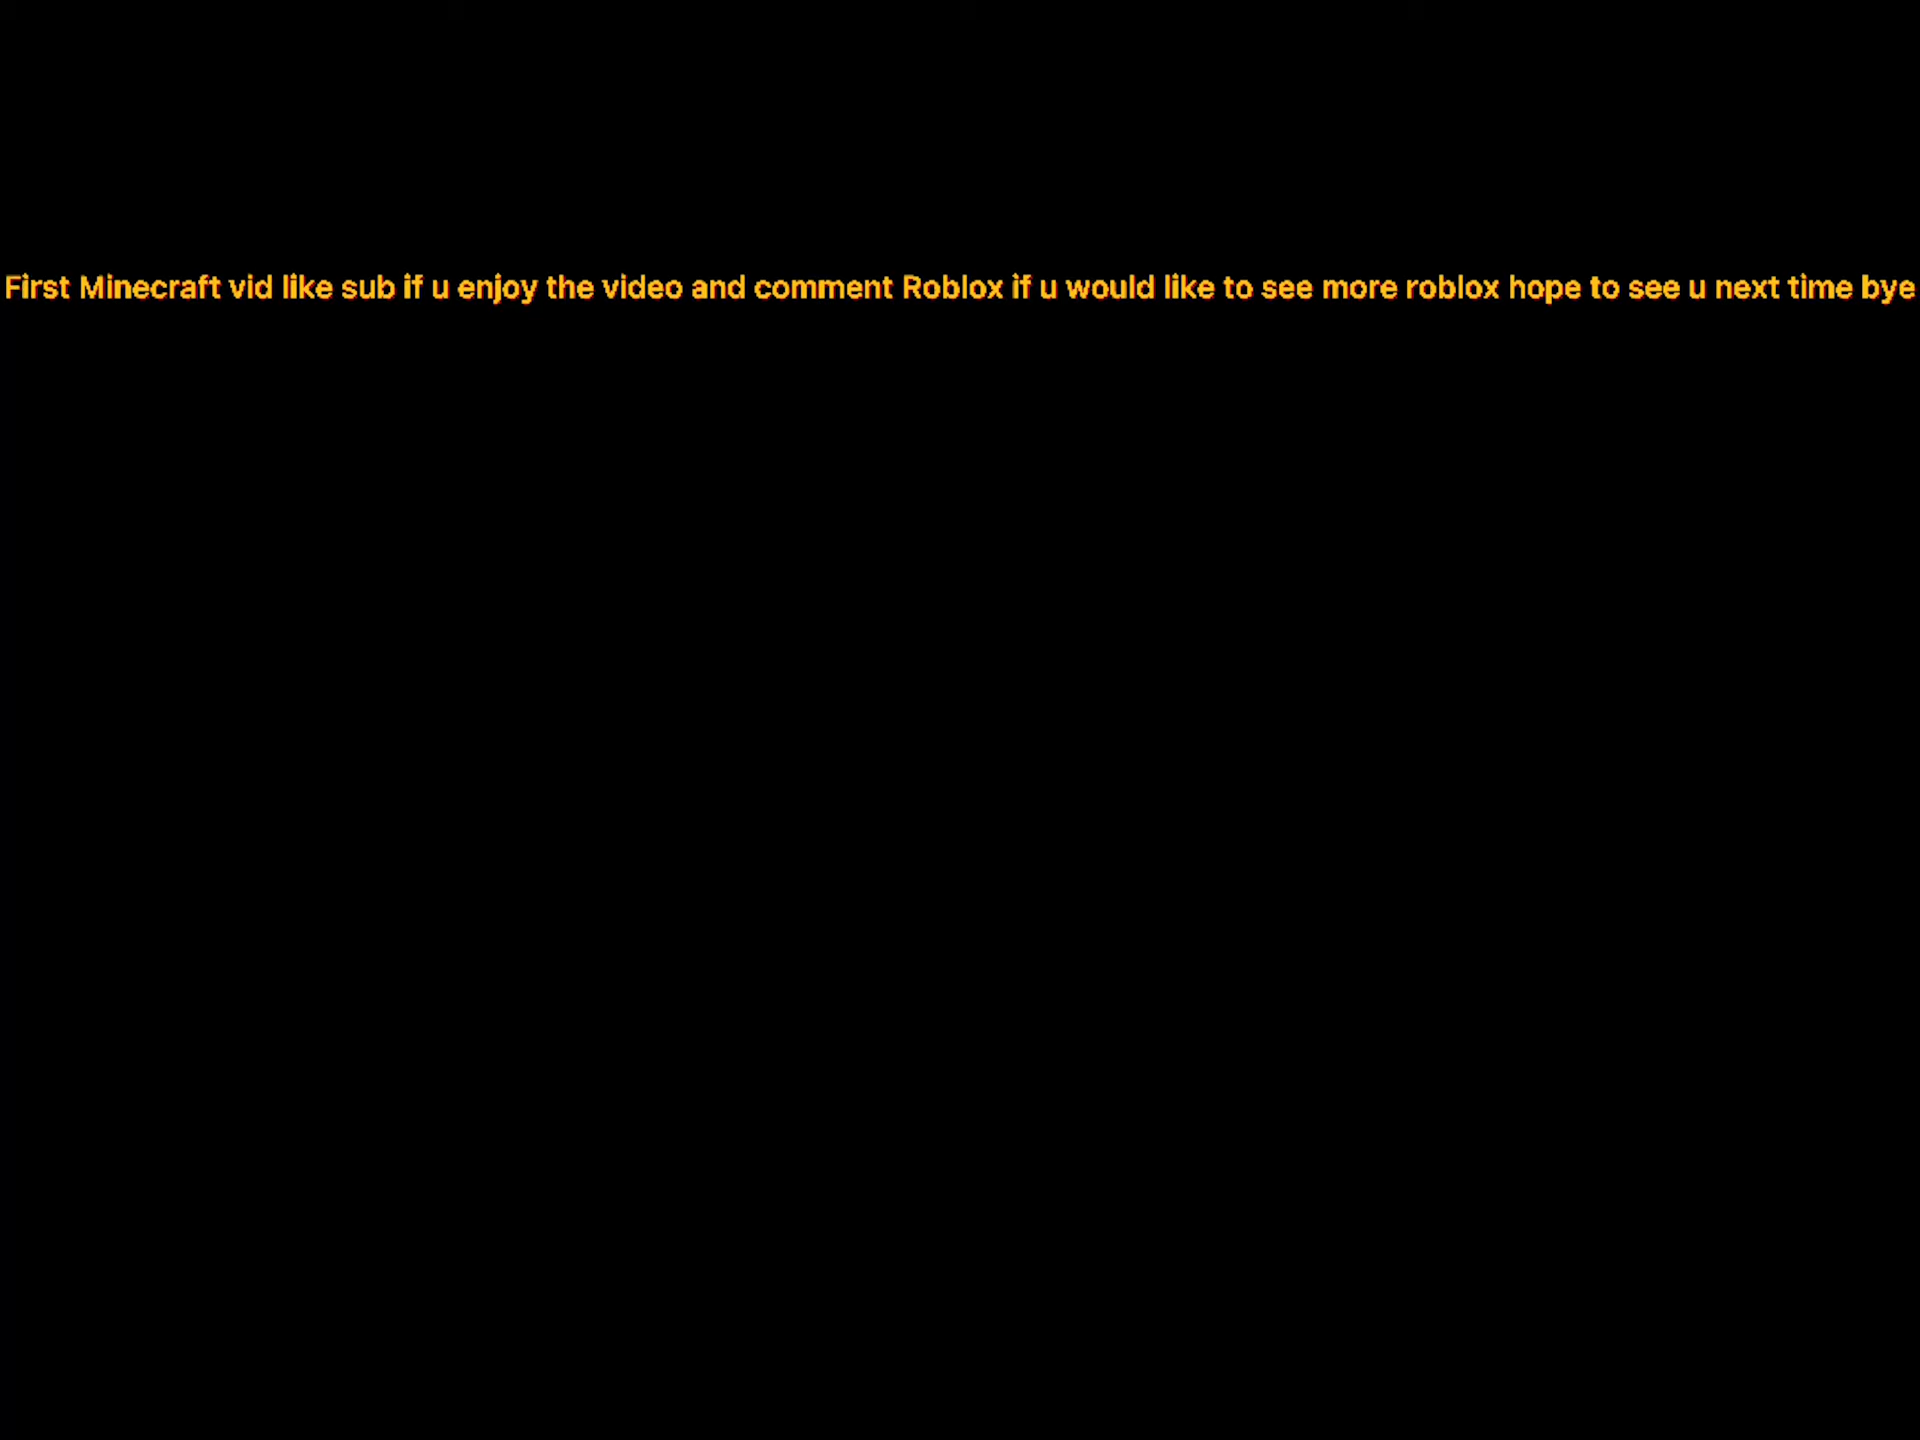 First Minecraft vid like sub if u enjoy the video and comment Roblox if u would like to see more roblox hope to see u next time bye